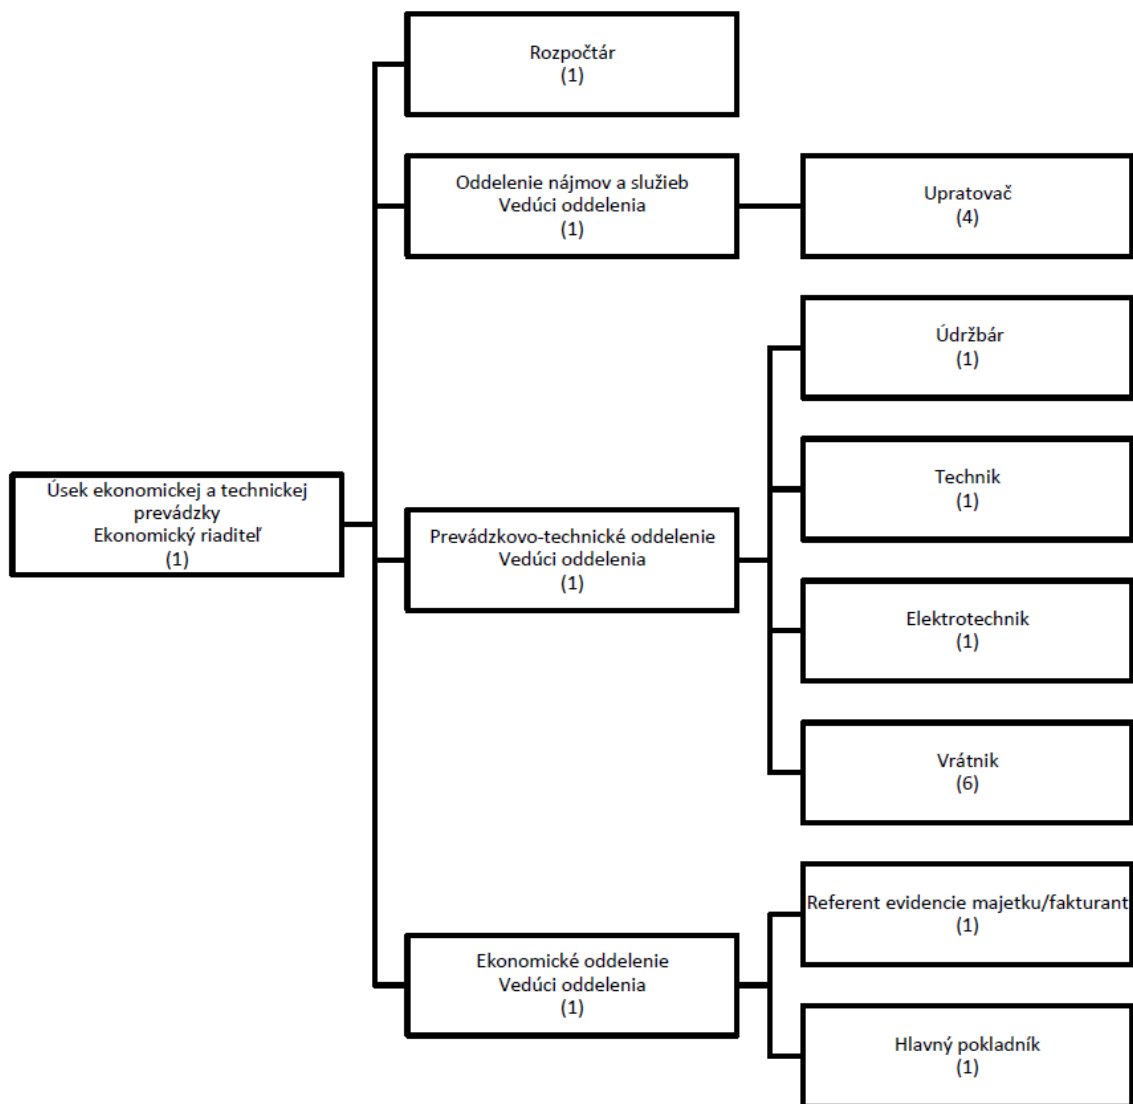 Úsek ekonomickej a technickej
prevádzky
Ekonomický riaditeľ
(1)
Rozpočtár
(1)
Oddelenie nájmov a služieb
Vedúci oddelenia
(1)
Upratovač
(4)
Prevádzkovo-technické oddelenie
Vedúci oddelenia
(1)
Údržbár
(1)
Technik
(1)
Elektrotechnik
(1)
Vrátnik
(6)
Ekonomické oddelenie
Vedúci oddelenia
(1)
Referent evidencie majetku/fakturant
(1)
Hlavný pokladník
(1)